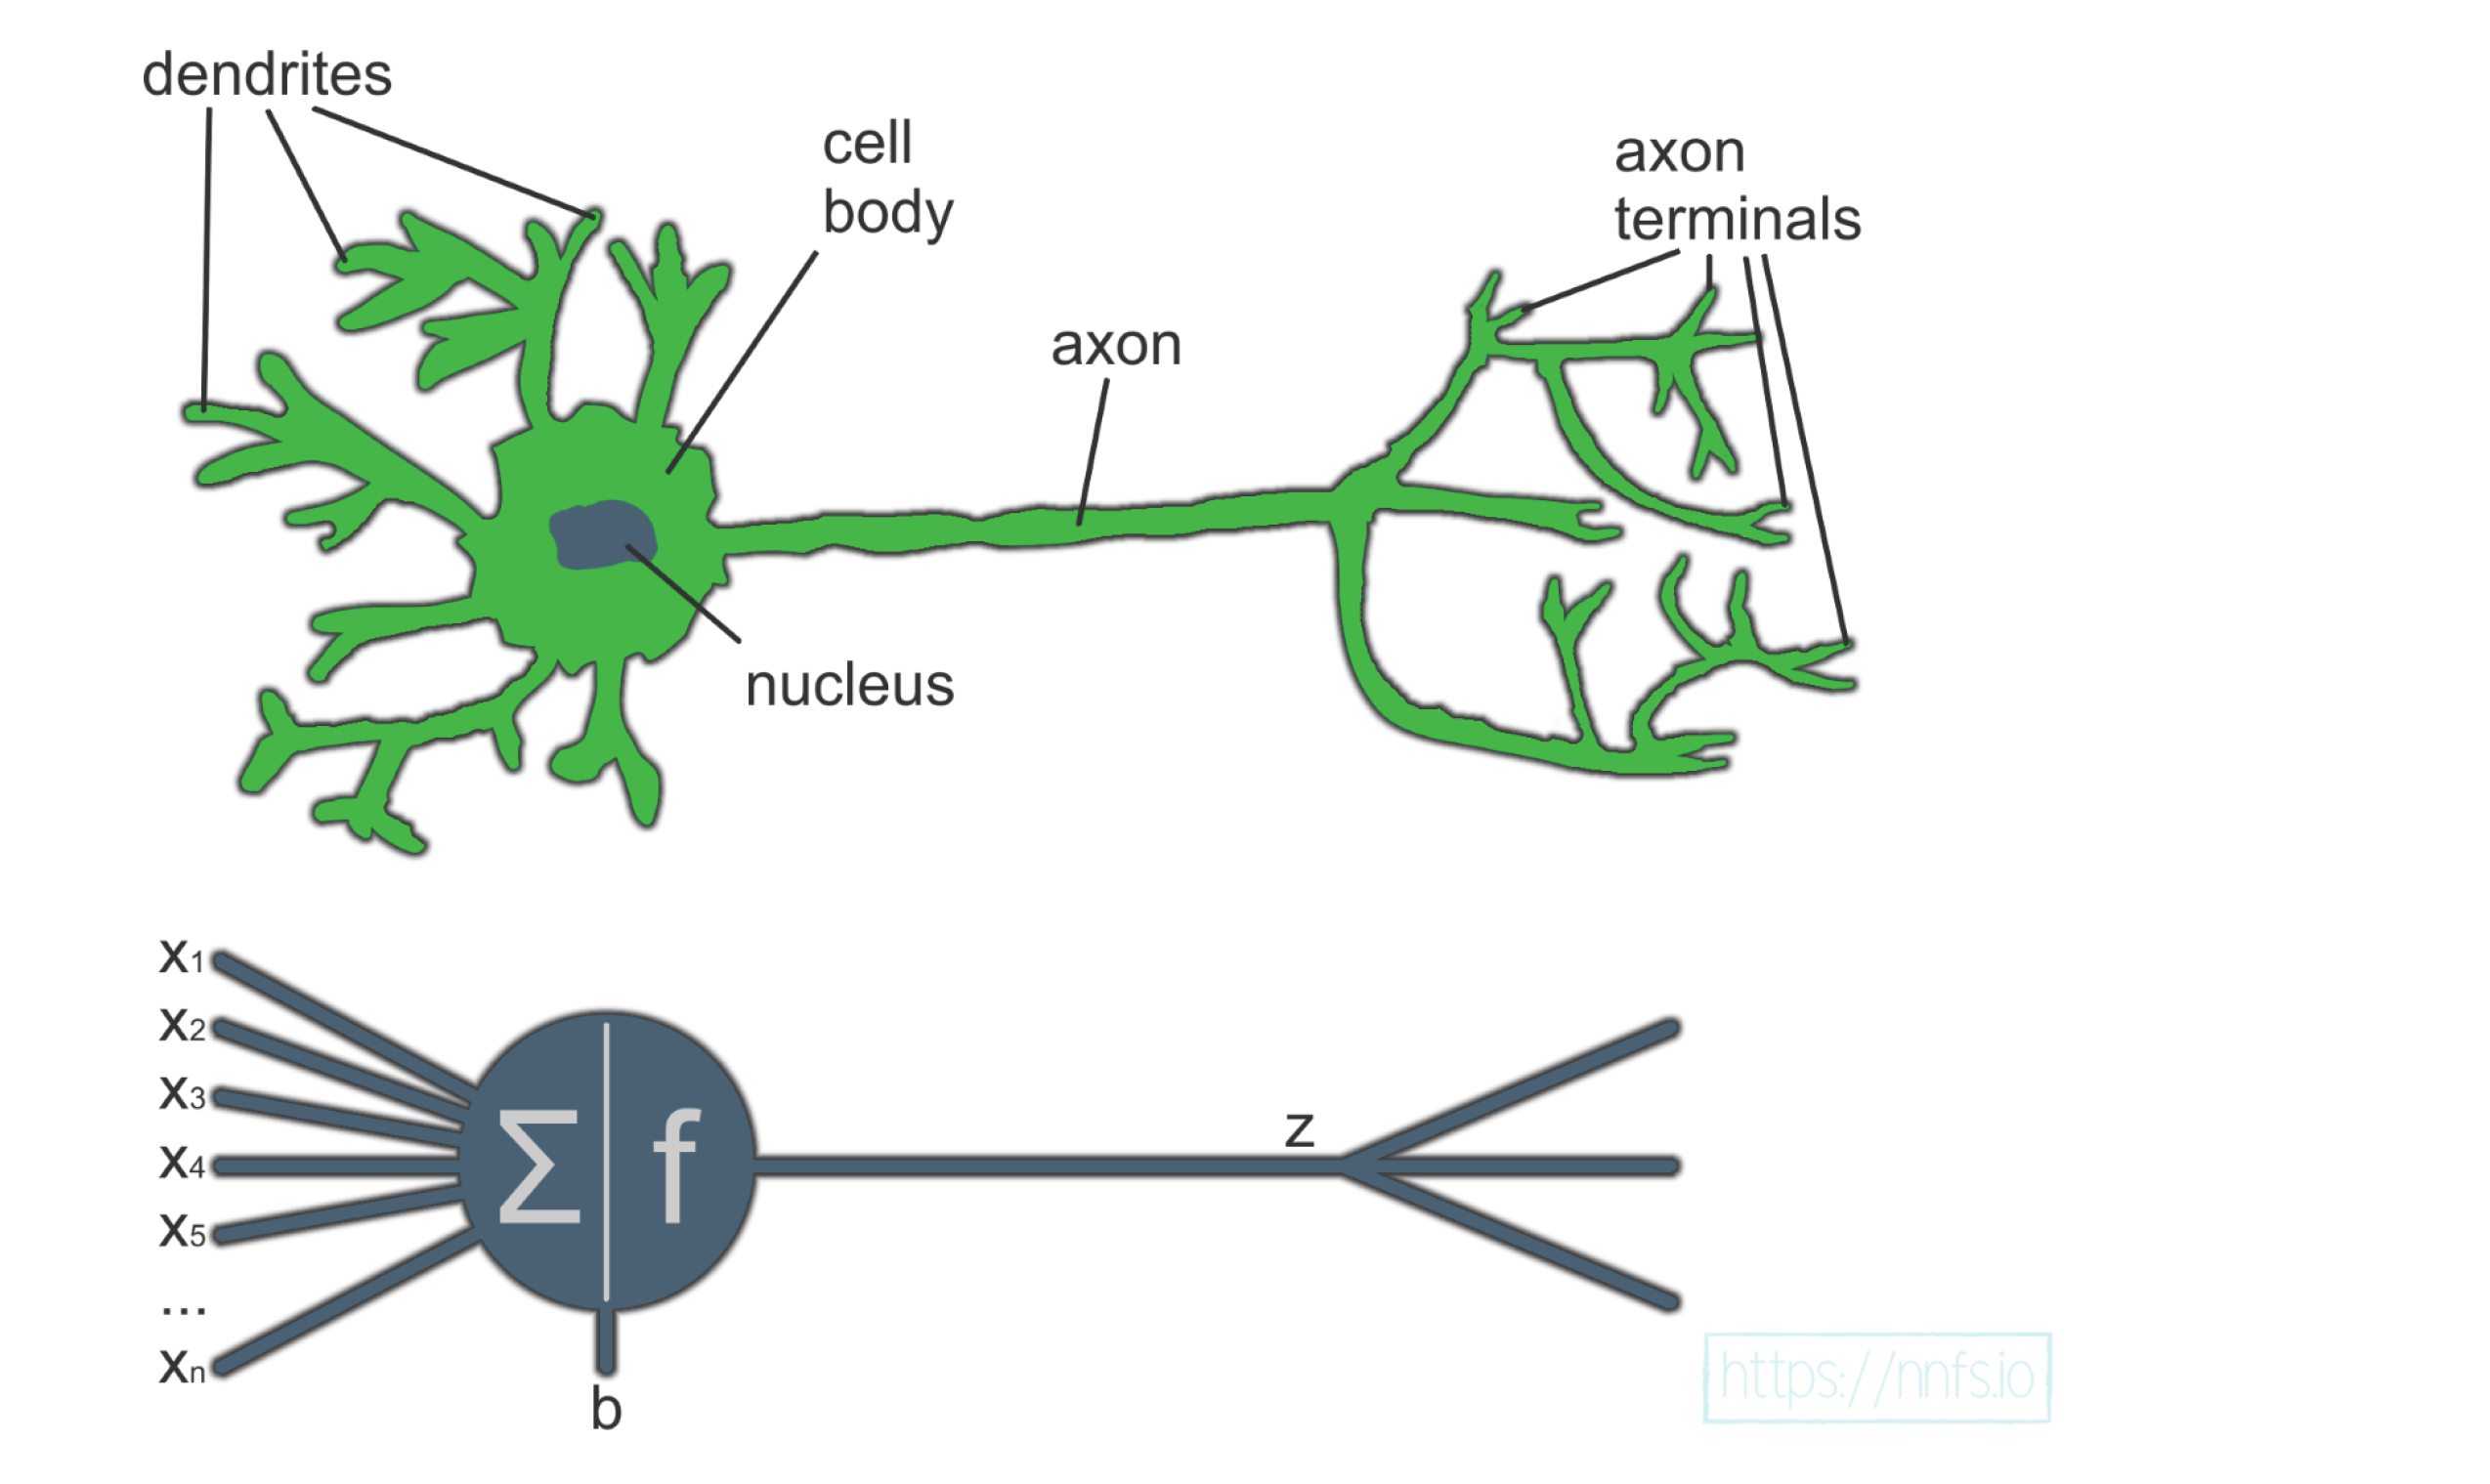 dendrites
cell
body
axon
terminals
axon
nucleus
x1
x2
x3
x4
x5
...
xn
Σ f
z
b
https://nnfs.io